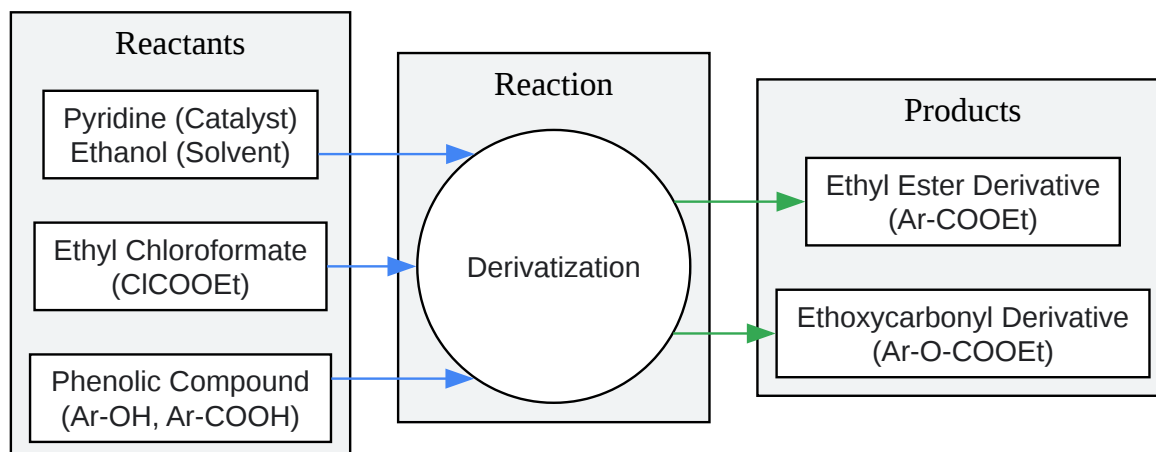 Reactants
Pyridine (Catalyst)
Ethanol (Solvent)
Ethyl Chloroformate
(ClCOOEt)
Phenolic Compound
(Ar-OH, Ar-COOH)
Reaction
Derivatization
Products
Ethyl Ester Derivative
(Ar-COOEt)
Ethoxycarbonyl Derivative
(Ar-O-COOEt)